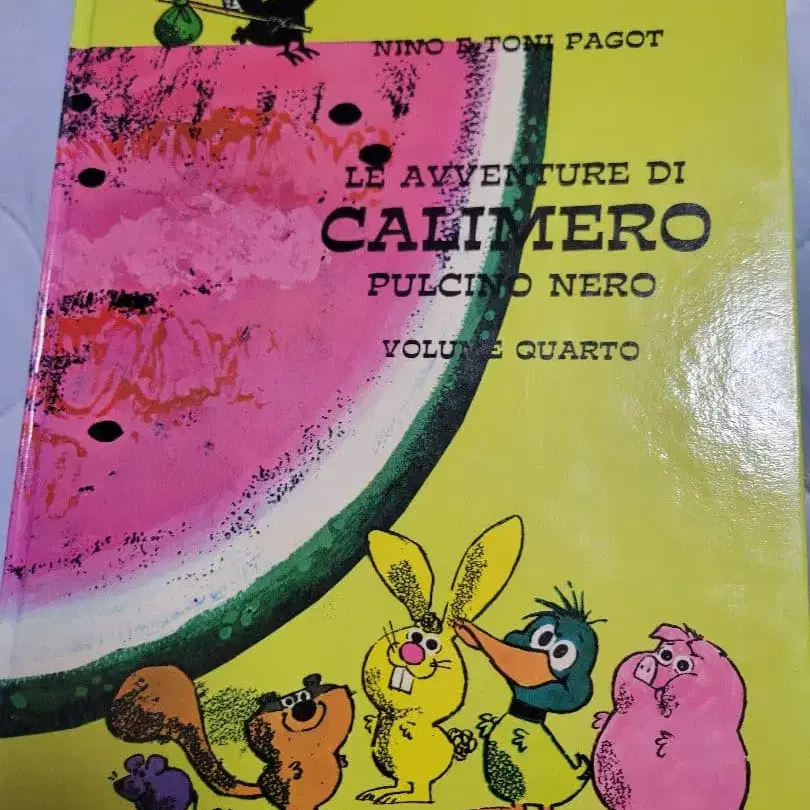 NINO E TONI PAGOT
LE AVVENTURE DI
CALIMERO
PULCINO NERO
VOLUME QUARTO